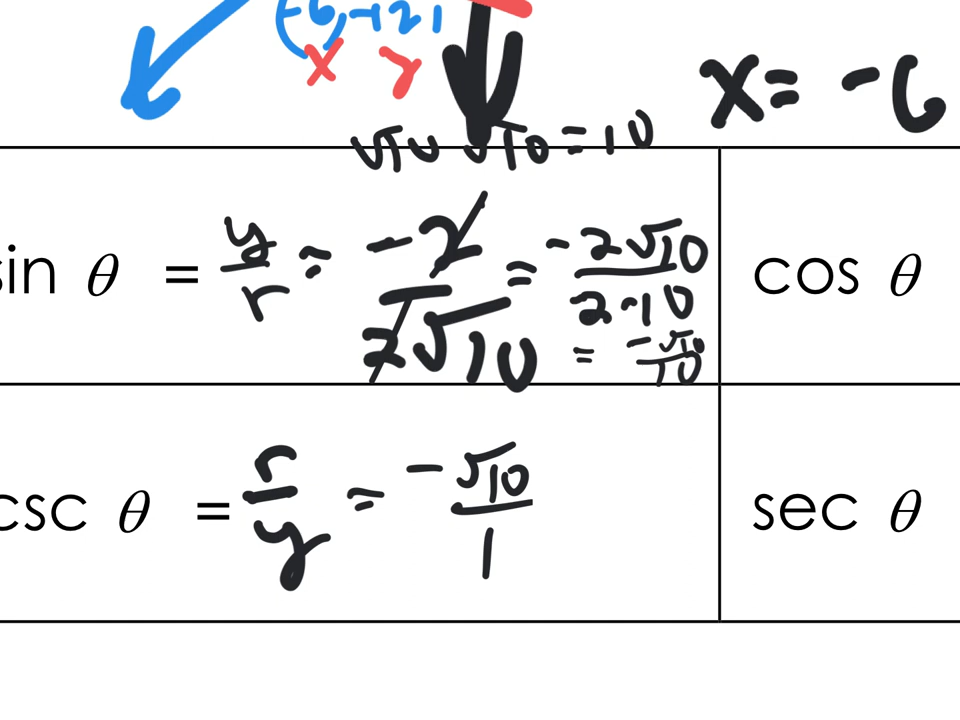 (-6,-2)
x y
x = -6
√10 √10 = 10
sin θ = y/r = -2/2√10 = -2√10/2·10
= -√10/10
cos θ
csc θ = r/y = -√10/1
sec θ